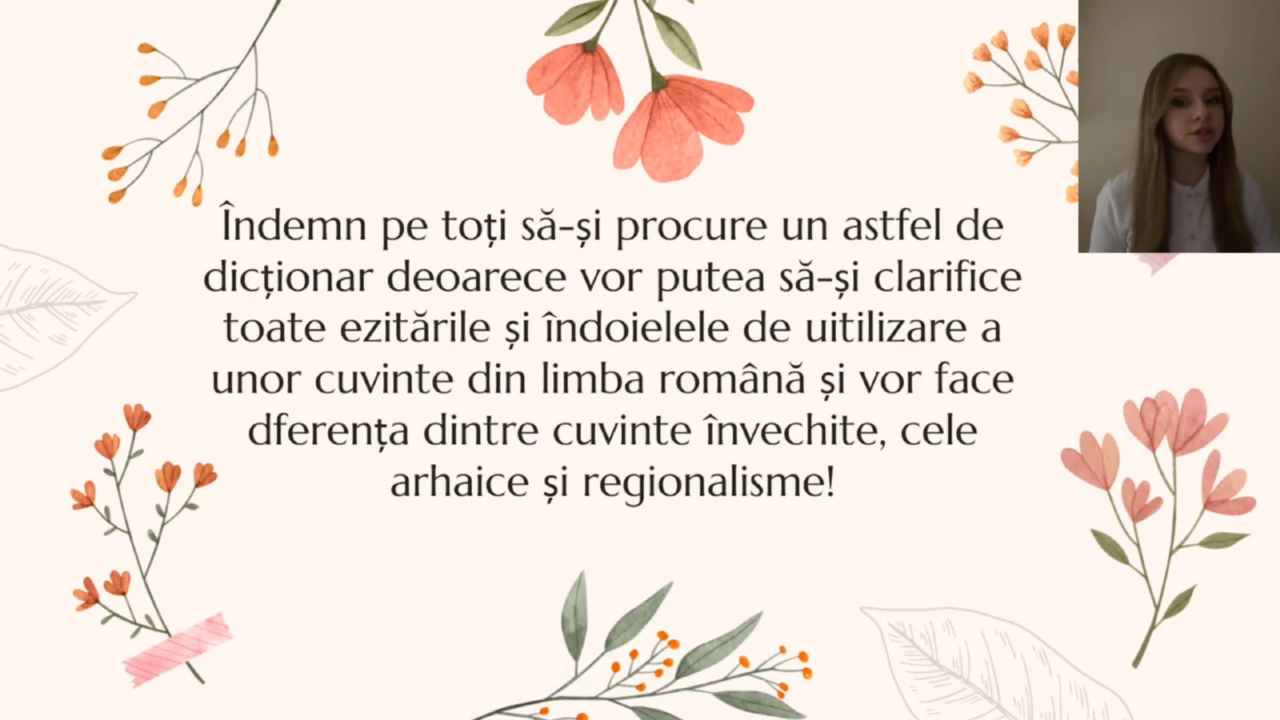 Îndemn pe toți să-și procure un astfel de
dicționar deoarece vor putea să-și clarifice
toate ezitările și îndoielele de uitilizare a
unor cuvinte din limba română și vor face
dferența dintre cuvinte învechite, cele
arhaice și regionalisme!